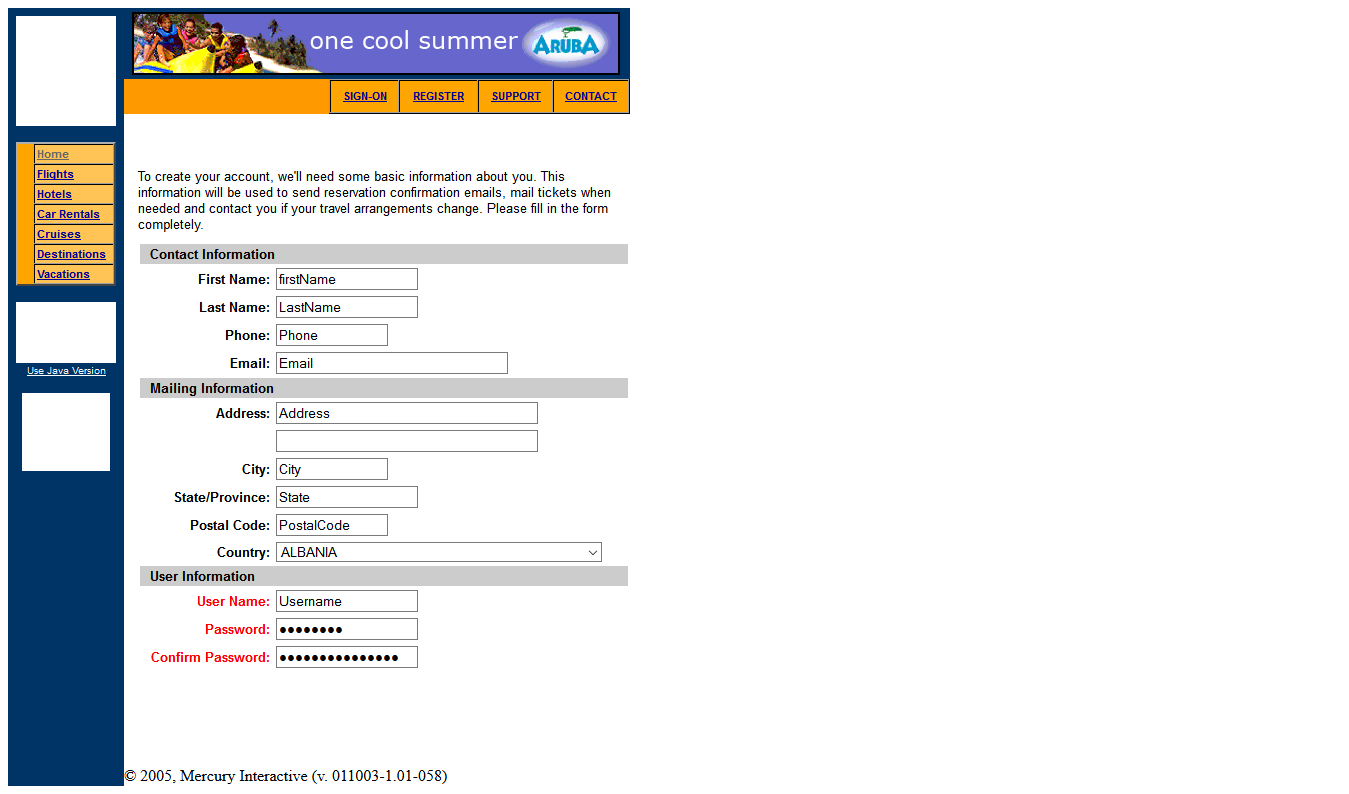 one cool summer ARUBA
SIGN-ON REGISTER SUPPORT CONTACT
Home
Flights
Hotels
Car Rentals
Cruises
Destinations
Vacations
Use Java Version
To create your account, we'll need some basic information about you. This
information will be used to send reservation confirmation emails, mail tickets when
needed and contact you if your travel arrangements change. Please fill in the form
completely.
Contact Information
First Name: firstName
Last Name: LastName
Phone: Phone
Email: Email
Mailing Information
Address: Address
City: City
State/Province: State
Postal Code: PostalCode
Country: ALBANIA
User Information
User Name: Username
Password: ●●●●●●●●
Confirm Password: ●●●●●●●●●●●●●●●
© 2005, Mercury Interactive (v. 011003-1.01-058)